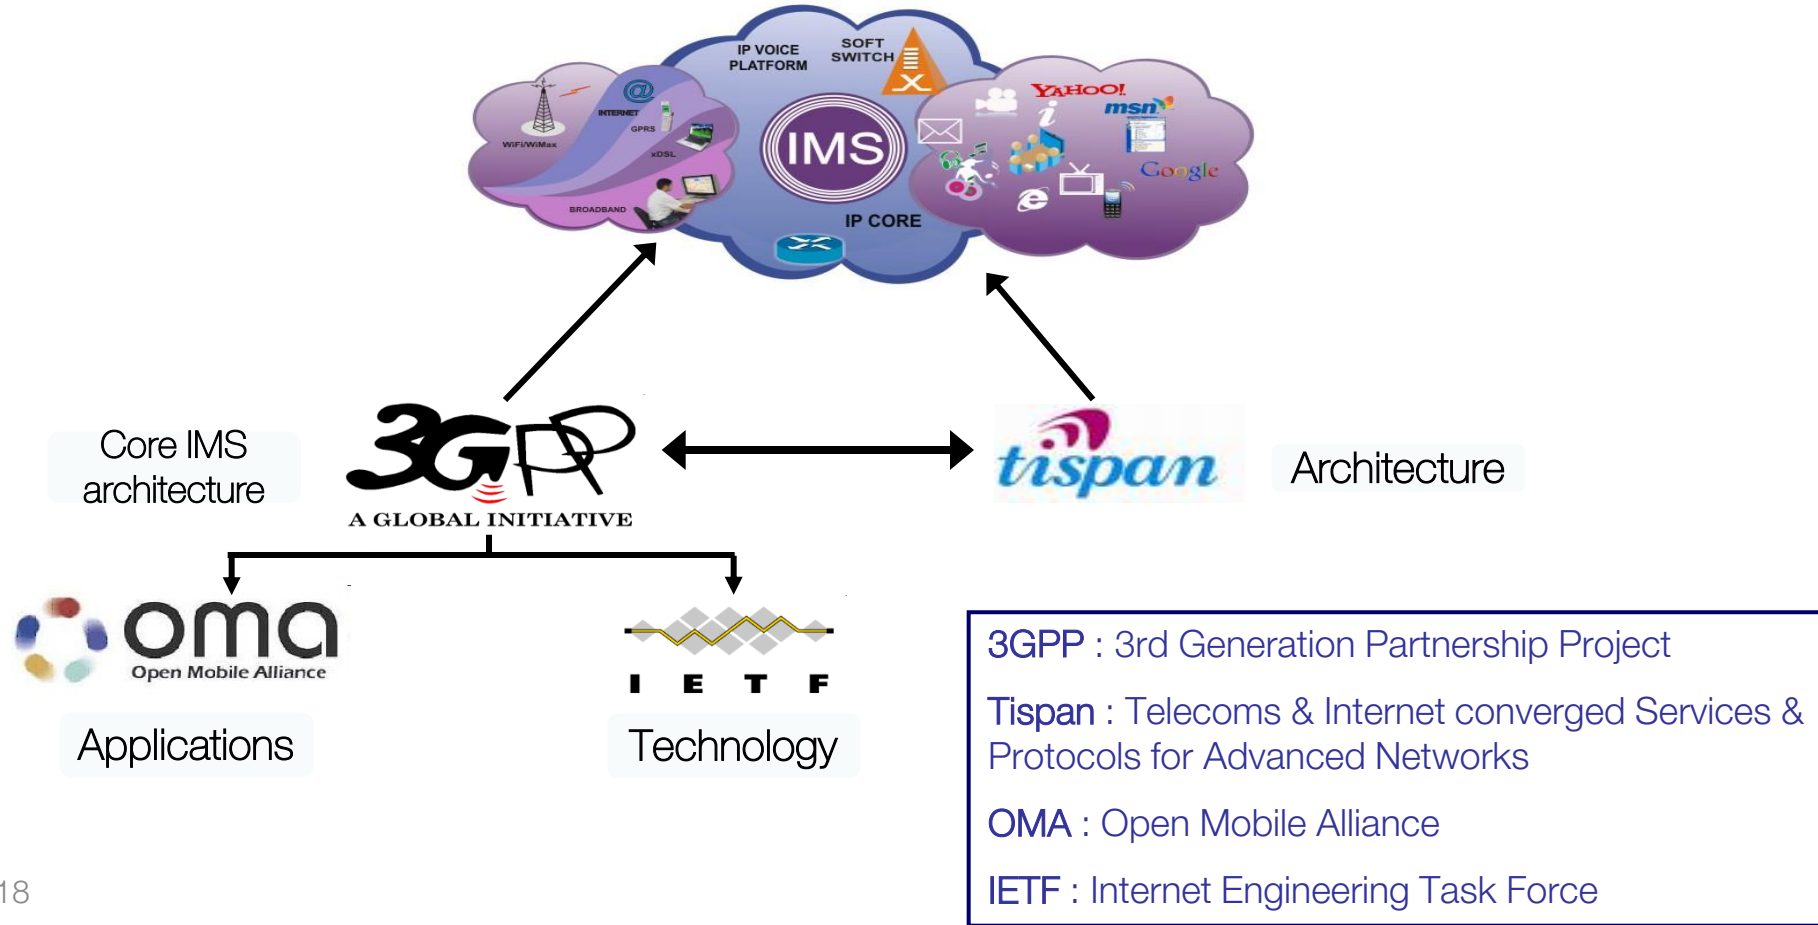 IP VOICE
PLATFORM
SOFT
SWITCH
X
YAHOO!
msn
@
INTERNET
GPRS
WiFi/WiMax
xDSL
i
IMS
Google
e
BROADBAND
IP CORE
Core IMS
architecture
3GPP
A GLOBAL INITIATIVE
tispan
Architecture
oma
Open Mobile Alliance
Applications
I E T F
Technology
3GPP : 3rd Generation Partnership Project
Tispan : Telecoms & Internet converged Services &
Protocols for Advanced Networks
OMA : Open Mobile Alliance
IETF : Internet Engineering Task Force
18